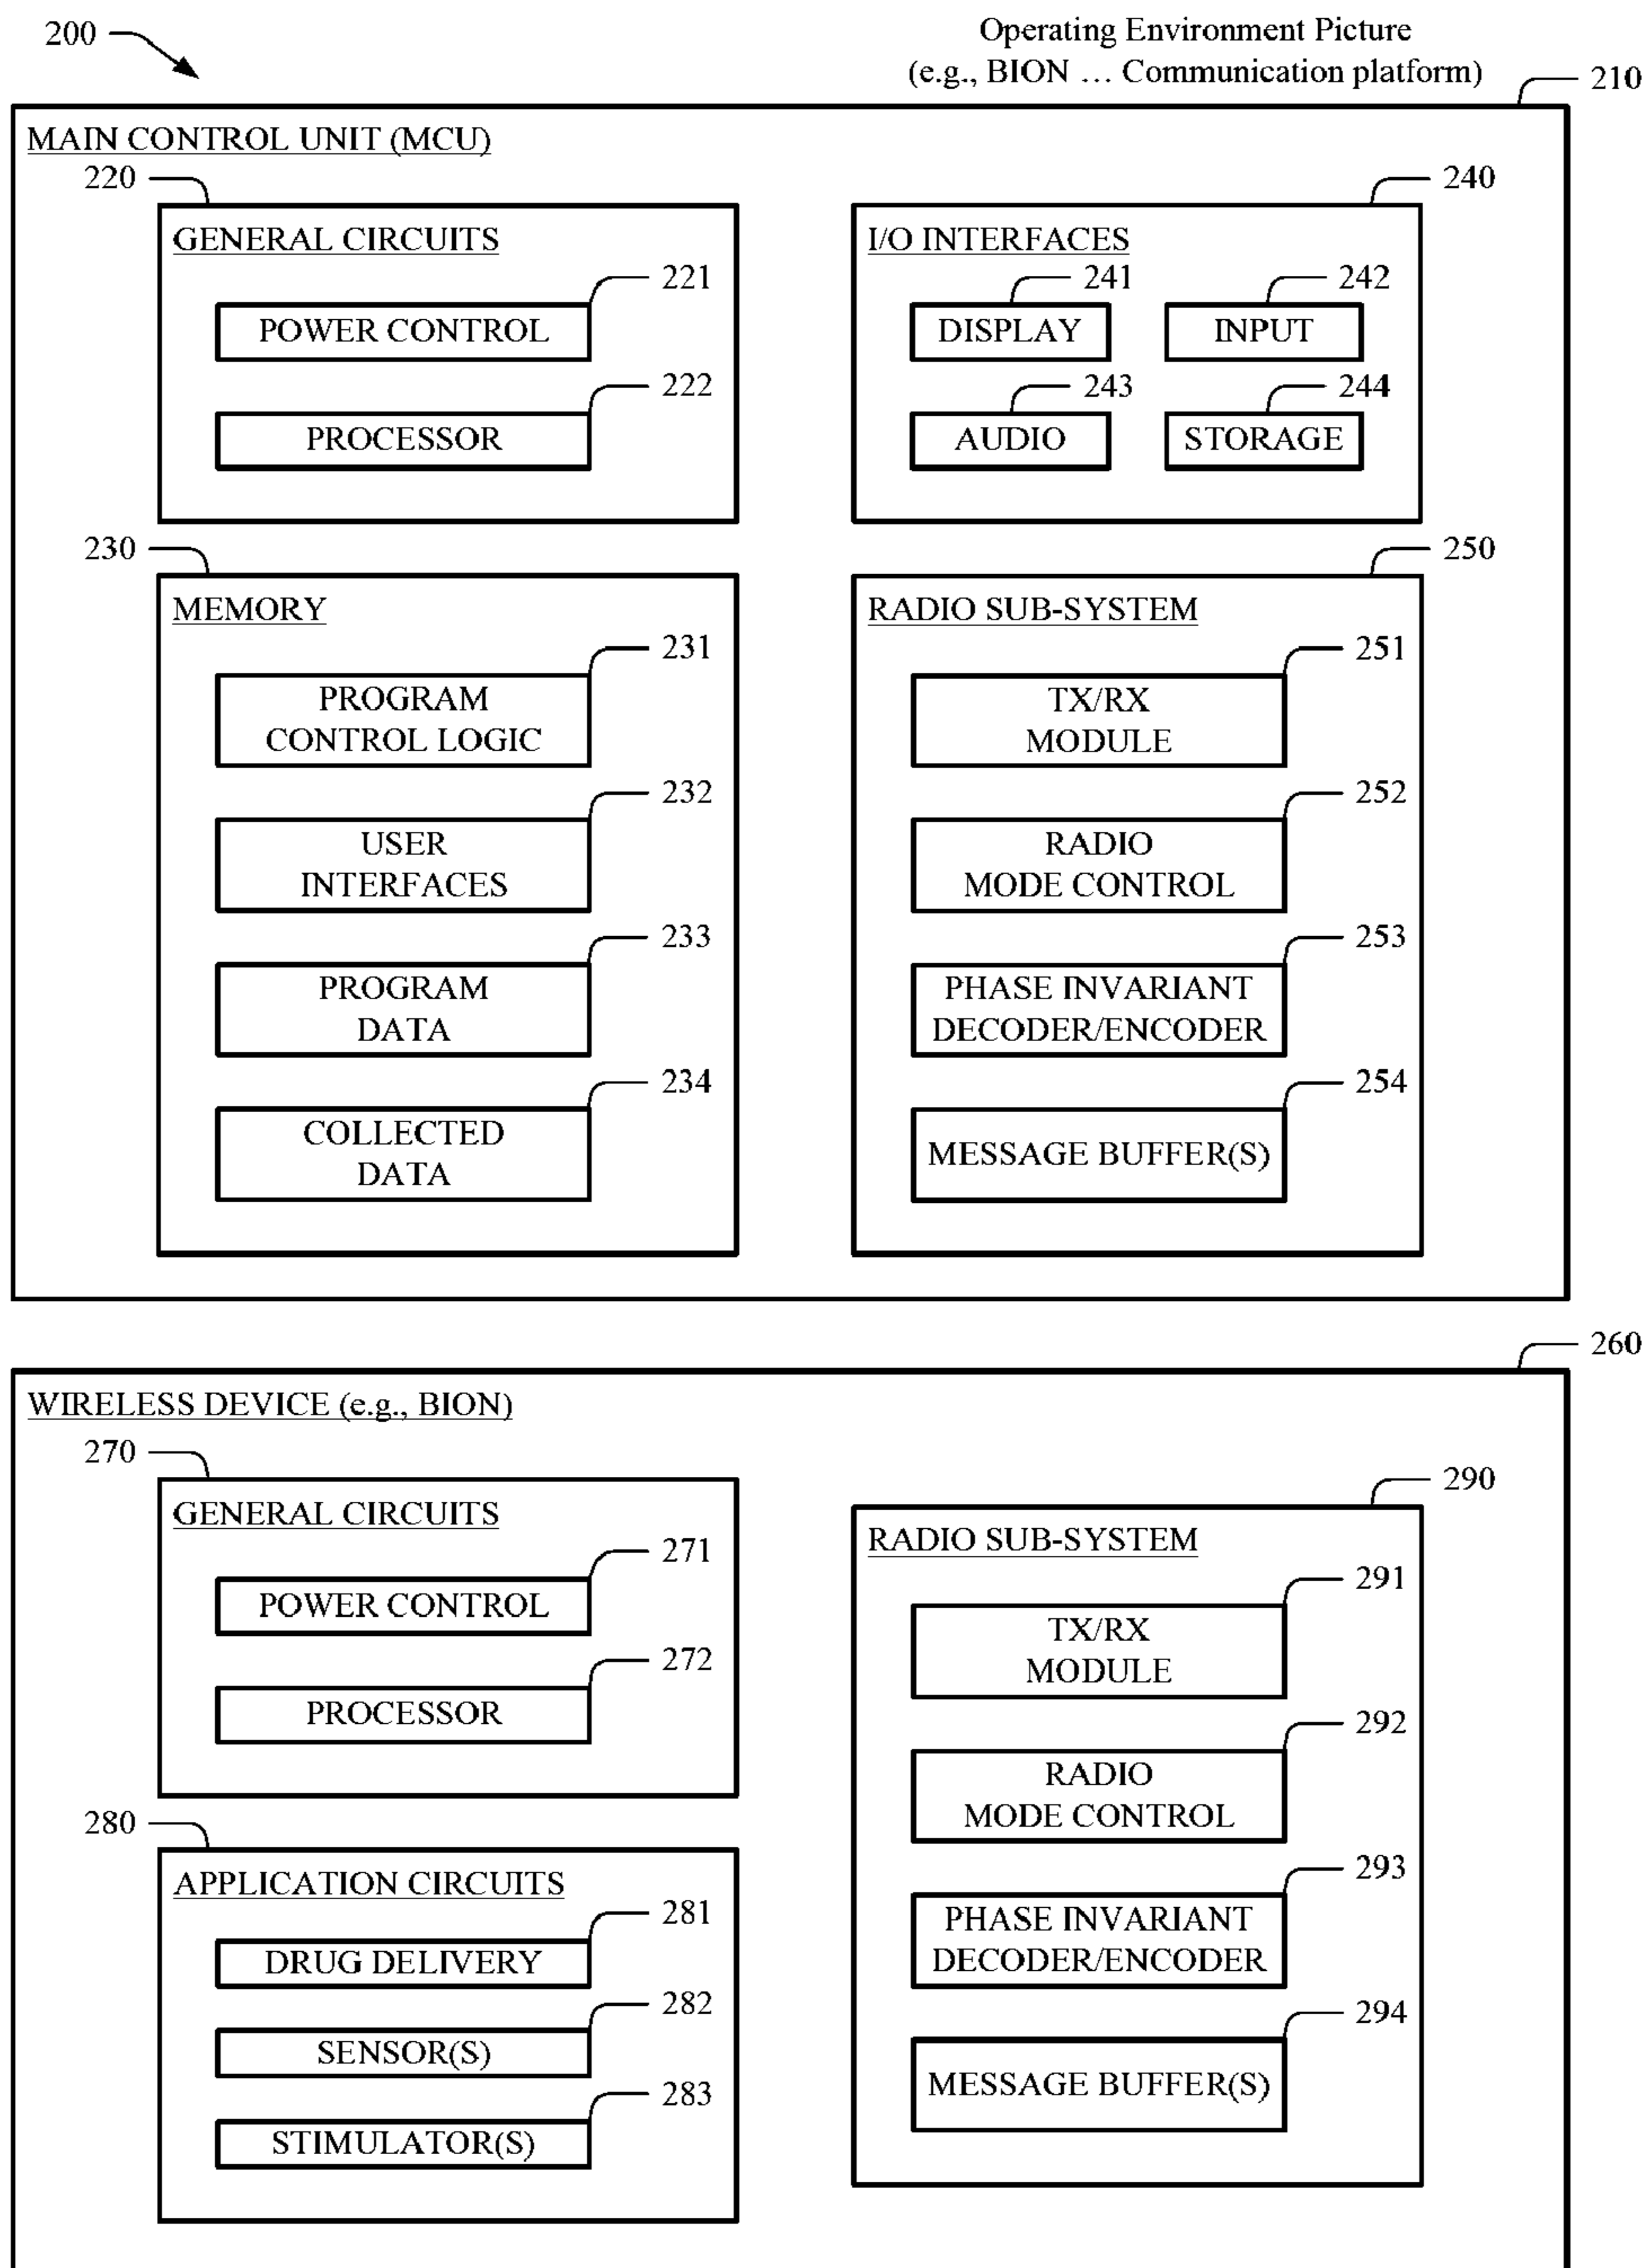 200
Operating Environment Picture
(e.g., BION ... Communication platform)
210
MAIN CONTROL UNIT (MCU)
220
GENERAL CIRCUITS
221
POWER CONTROL
222
PROCESSOR
240
I/O INTERFACES
241
DISPLAY
242
INPUT
243
AUDIO
244
STORAGE
230
MEMORY
231
PROGRAM
CONTROL LOGIC
232
USER
INTERFACES
233
PROGRAM
DATA
234
COLLECTED
DATA
250
RADIO SUB-SYSTEM
251
TX/RX
MODULE
252
RADIO
MODE CONTROL
253
PHASE INVARIANT
DECODER/ENCODER
254
MESSAGE BUFFER(S)
260
WIRELESS DEVICE (e.g., BION)
270
GENERAL CIRCUITS
271
POWER CONTROL
272
PROCESSOR
280
APPLICATION CIRCUITS
281
DRUG DELIVERY
282
SENSOR(S)
283
STIMULATOR(S)
290
RADIO SUB-SYSTEM
291
TX/RX
MODULE
292
RADIO
MODE CONTROL
293
PHASE INVARIANT
DECODER/ENCODER
294
MESSAGE BUFFER(S)